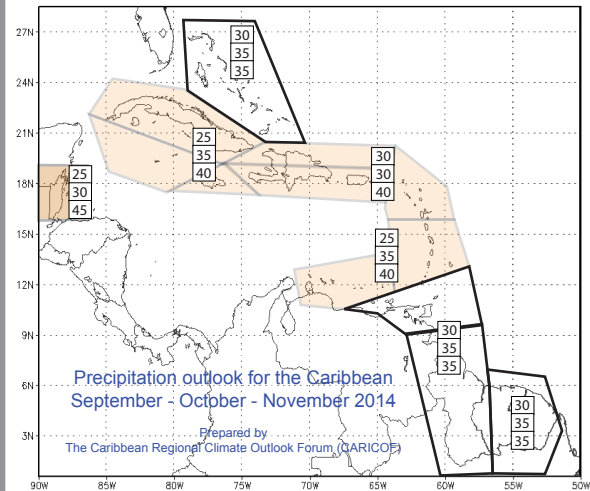 27N
24N
21N
18N
15N
12N
9N
6N
3N
30
35
35
25
35
40
30
30
40
25
30
45
25
35
40
30
35
35
30
35
35
Precipitation outlook for the Caribbean
September - October - November 2014
Prepared by
The Caribbean Regional Climate Outlook Forum (CARICOF)
90W 85W 80W 75W 70W 65W 60W 55W 50W